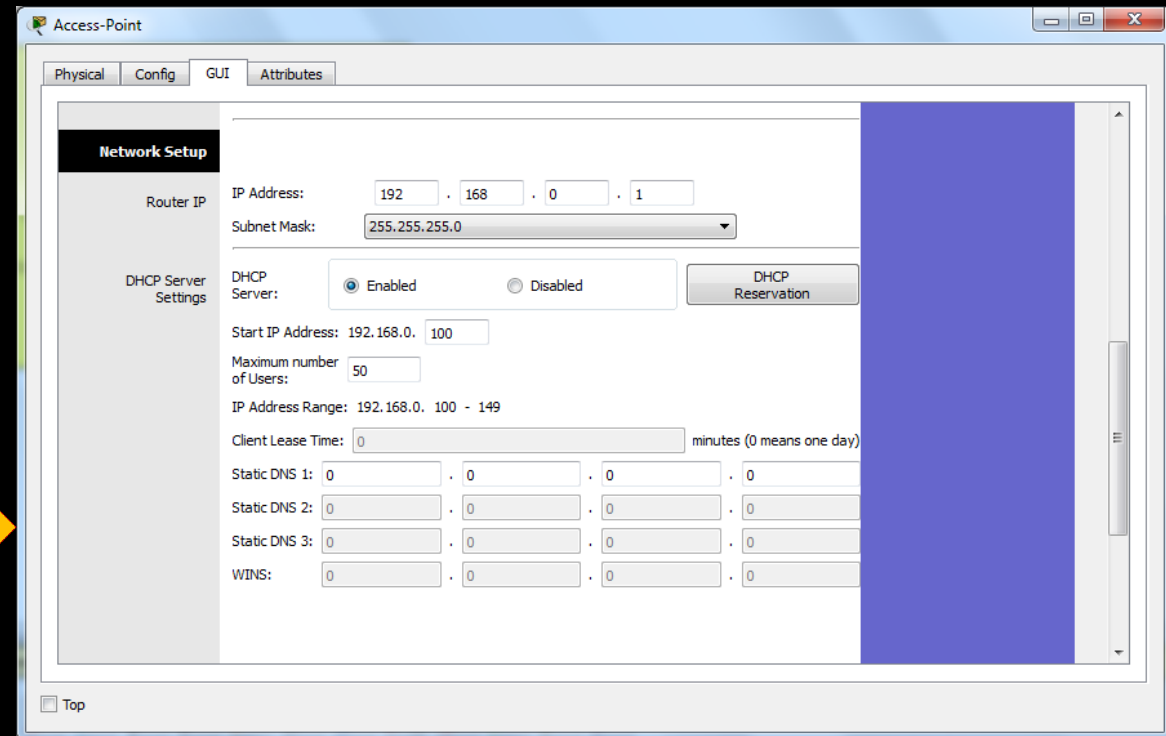 Access-Point
Physical Config GUI Attributes
Network Setup
Router IP
IP Address: 192 . 168 . 0 . 1
Subnet Mask: 255.255.255.0
DHCP Server
Settings
DHCP
Server: Enabled Disabled
DHCP
Reservation
Start IP Address: 192.168.0. 100
Maximum number
of Users: 50
IP Address Range: 192.168.0. 100 - 149
Client Lease Time: 0 minutes (0 means one day)
Static DNS 1: 0 . 0 . 0 . 0
Static DNS 2: 0 . 0 . 0 . 0
Static DNS 3: 0 . 0 . 0 . 0
WINS: 0 . 0 . 0 . 0
Top